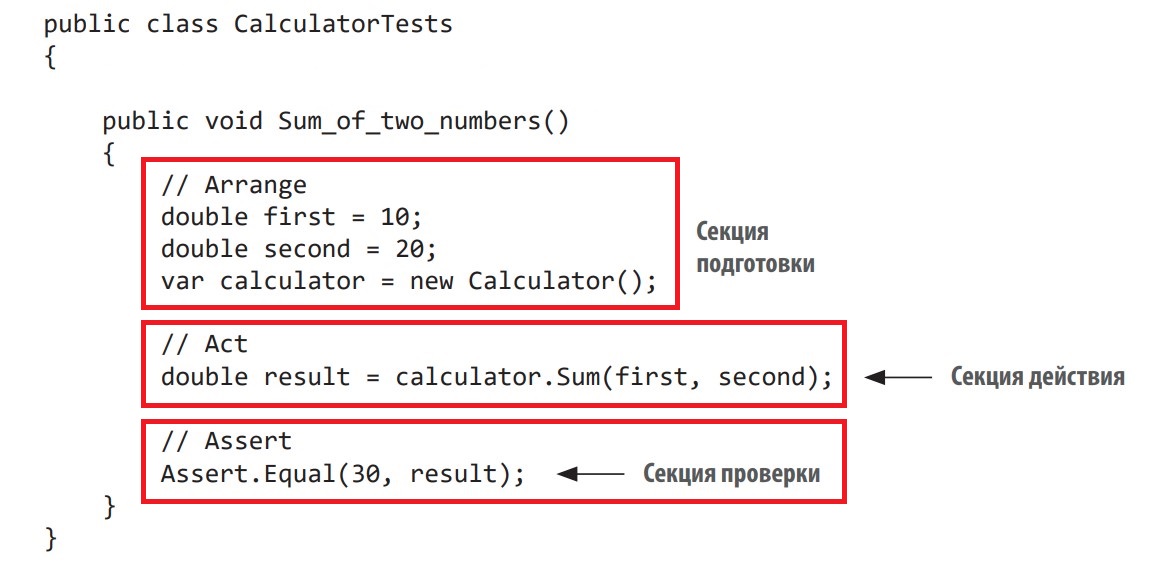 public class CalculatorTests
{
public void Sum_of_two_numbers()
{
// Arrange
double first = 10;
double second = 20;
var calculator = new Calculator();
Секция
подготовки
// Act
double result = calculator.Sum(first, second);
Секция действия
// Assert
Assert.Equal(30, result);
Секция проверки
}
}